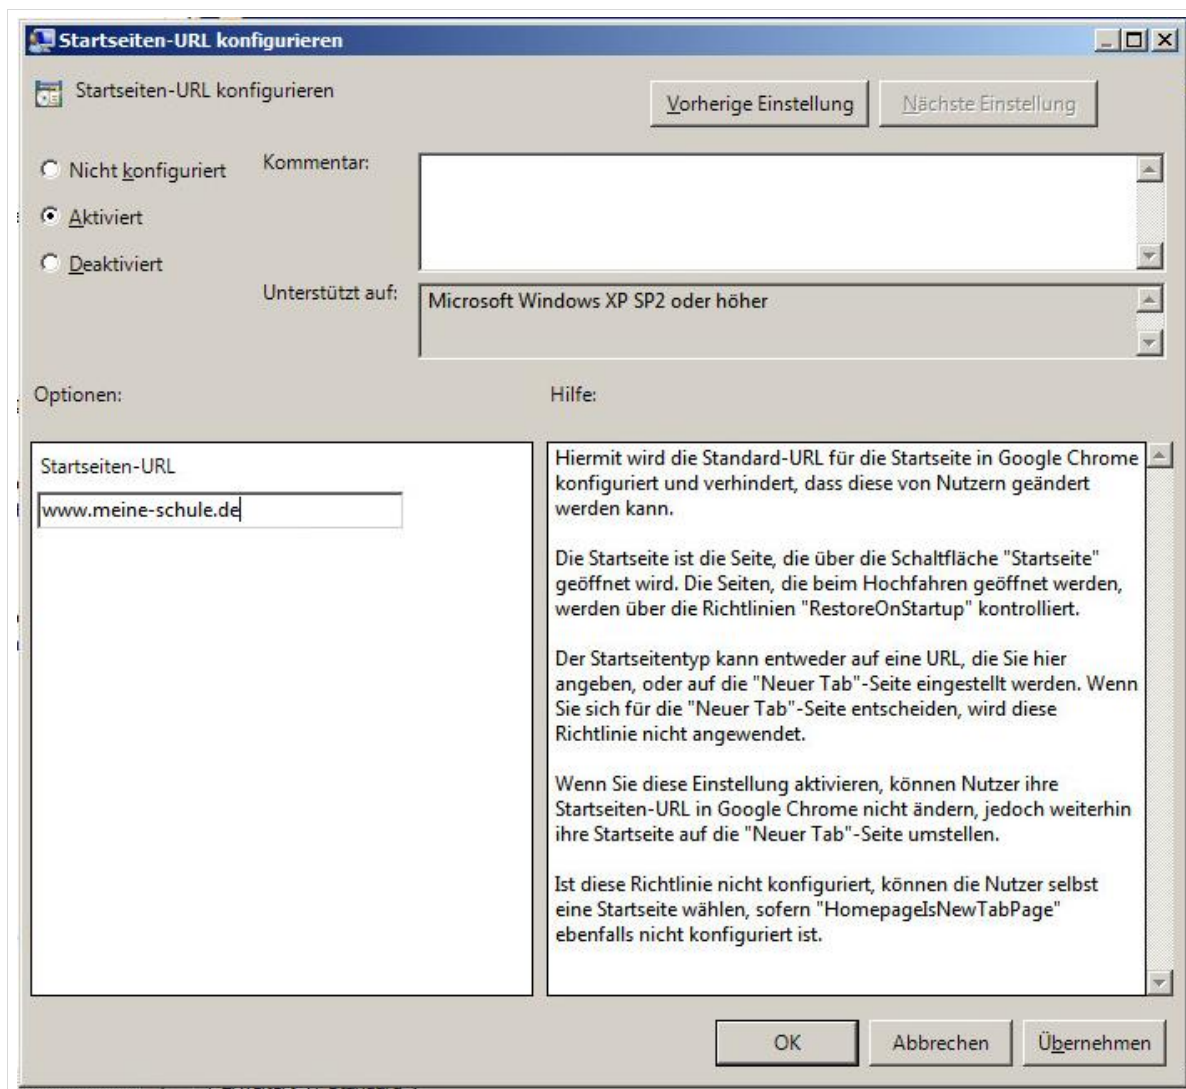 Startseiten-URL konfigurieren
Startseiten-URL konfigurieren
Vorherige Einstellung
Nächste Einstellung
Nicht konfiguriert
Aktiviert
Deaktiviert
Kommentar:
Unterstützt auf:
Microsoft Windows XP SP2 oder höher
Optionen:
Hilfe:
Startseiten-URL
www.meine-schule.de
Hiermit wird die Standard-URL für die Startseite in Google Chrome
konfiguriert und verhindert, dass diese von Nutzern geändert
werden kann.
Die Startseite ist die Seite, die über die Schaltfläche "Startseite"
geöffnet wird. Die Seiten, die beim Hochfahren geöffnet werden,
werden über die Richtlinien "RestoreOnStartup" kontrolliert.
Der Startseitentyp kann entweder auf eine URL, die Sie hier
angeben, oder auf die "Neuer Tab"-Seite eingestellt werden. Wenn
Sie sich für die "Neuer Tab"-Seite entscheiden, wird diese
Richtlinie nicht angewendet.
Wenn Sie diese Einstellung aktivieren, können Nutzer ihre
Startseiten-URL in Google Chrome nicht ändern, jedoch weiterhin
ihre Startseite auf die "Neuer Tab"-Seite umstellen.
Ist diese Richtlinie nicht konfiguriert, können die Nutzer selbst
eine Startseite wählen, sofern "HomepageIsNewTabPage"
ebenfalls nicht konfiguriert ist.
OK
Abbrechen
Übernehmen